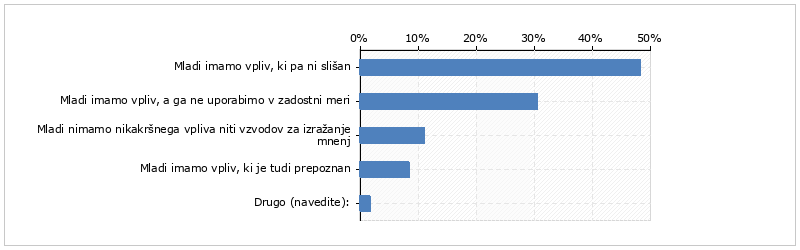 0% 10% 20% 30% 40% 50%
Mladi imamo vpliv, ki pa ni slišan
Mladi imamo vpliv, a ga ne uporabimo v zadostni meri
Mladi nimamo nikakršnega vpliva niti vzvodov za izražanje
mnenj
Mladi imamo vpliv, ki je tudi prepoznan
Drugo (navedite):